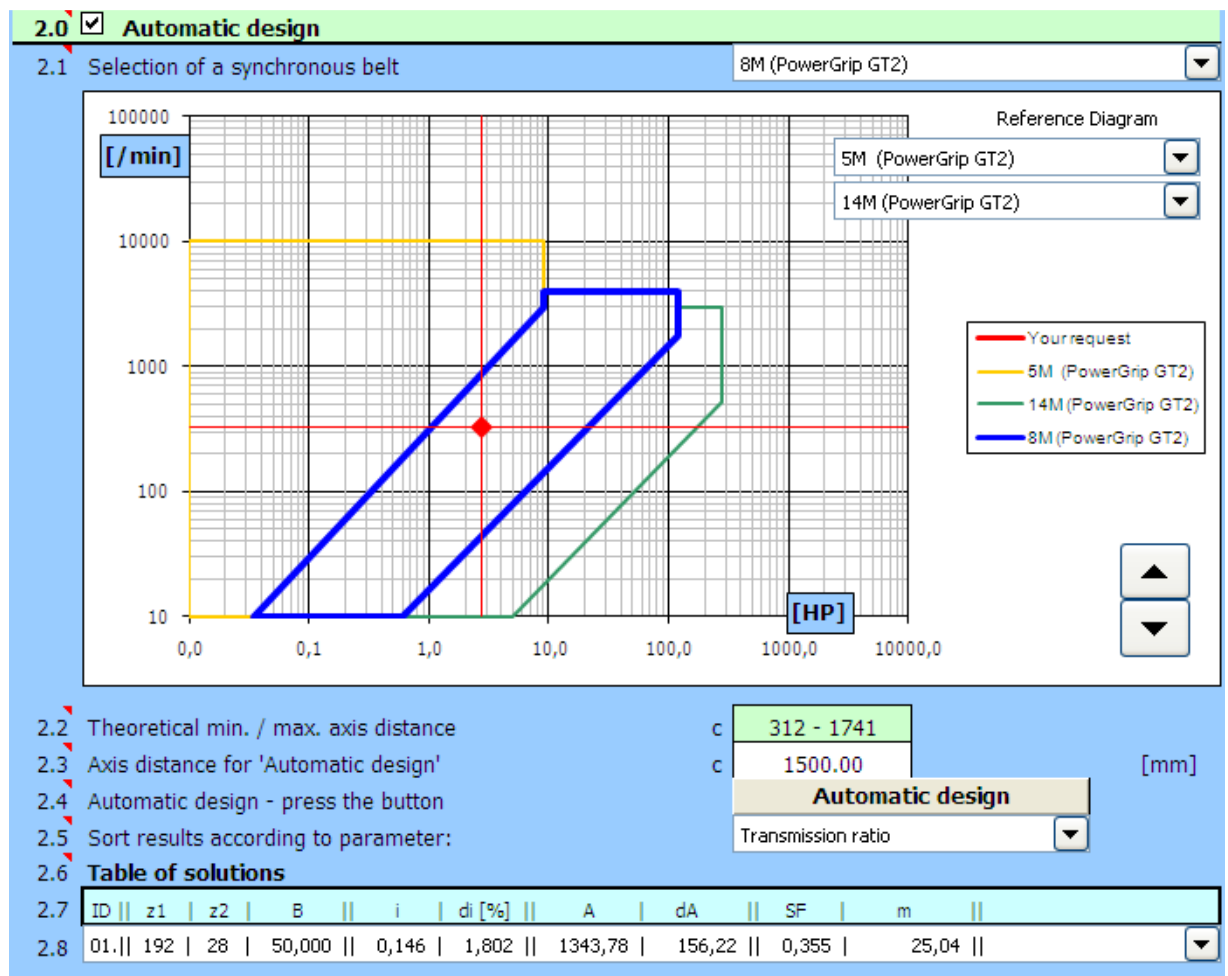 2.0 Automatic design
2.1 Selection of a synchronous belt 8M (PowerGrip GT2)
100000
[/min]
10000
1000
100
10
0,0 0,1 1,0 10,0 100,0 1000,0 10000,0
[HP]
Reference Diagram
5M (PowerGrip GT2)
14M (PowerGrip GT2)
Your request
5M (PowerGrip GT2)
14M (PowerGrip GT2)
8M (PowerGrip GT2)
2.2 Theoretical min. / max. axis distance c 312 - 1741
2.3 Axis distance for 'Automatic design' c 1500.00 [mm]
2.4 Automatic design - press the button Automatic design
2.5 Sort results according to parameter: Transmission ratio
2.6 Table of solutions
2.7 ID || z1 | z2 | B || i | di [%] || A | dA || SF | m ||
2.8 01.|| 192 | 28 | 50,000 || 0,146 | 1,802 || 1343,78 | 156,22 || 0,355 | 25,04 ||